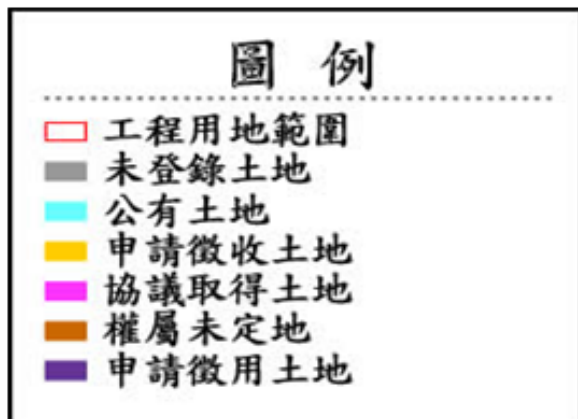 圖 例
工程用地範圍
未登錄土地
公有土地
申請徵收土地
協議取得土地
權屬未定地
申請徵用土地